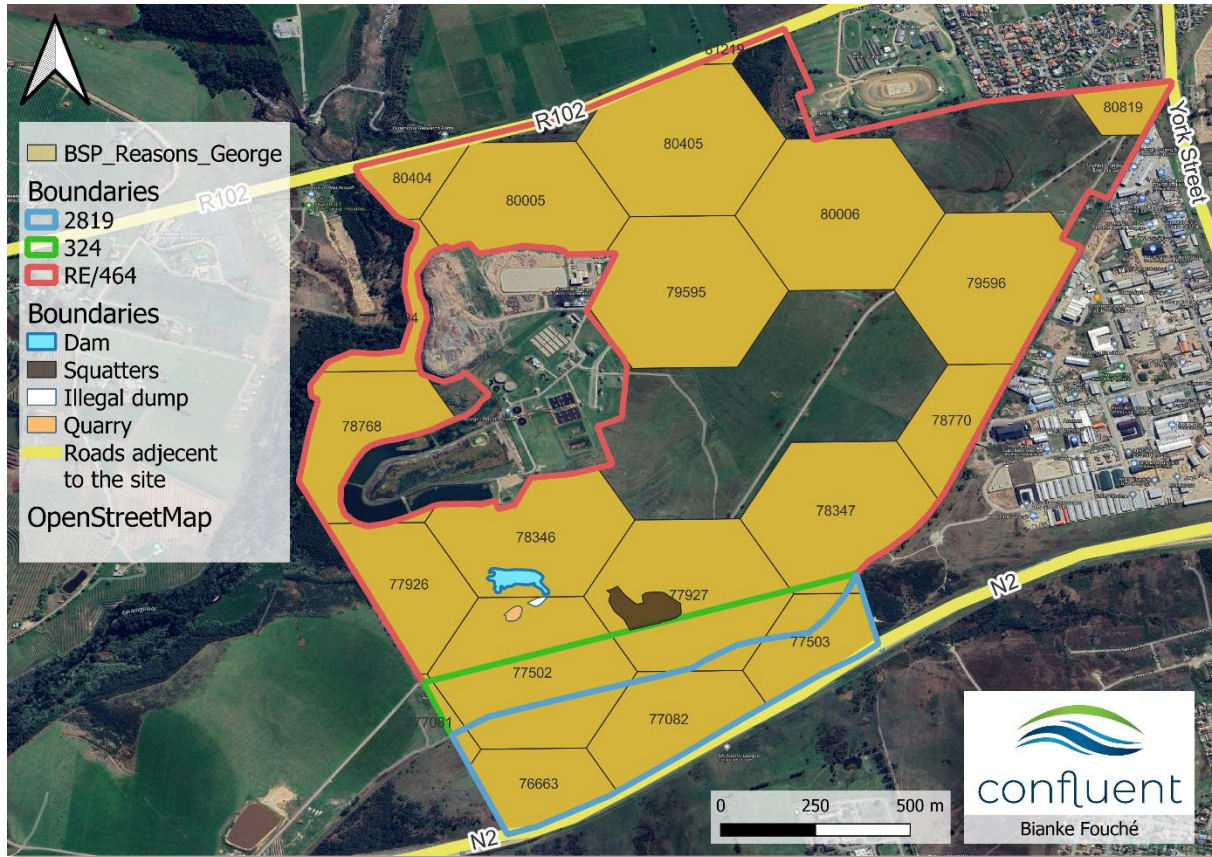 61219
R102
80819
York Street
80405
80404
80005
80006
R102
79595
79596
78768
78770
78347
78346
77926
77927
77503
77502
77081
77082
76663
N2
N2
BSP_Reasons_George
Boundaries
2819
324
RE/464
Boundaries
Dam
Squatters
Illegal dump
Quarry
Roads adjecent
to the site
OpenStreetMap
0 250 500 m
confluent
Bianke Fouché